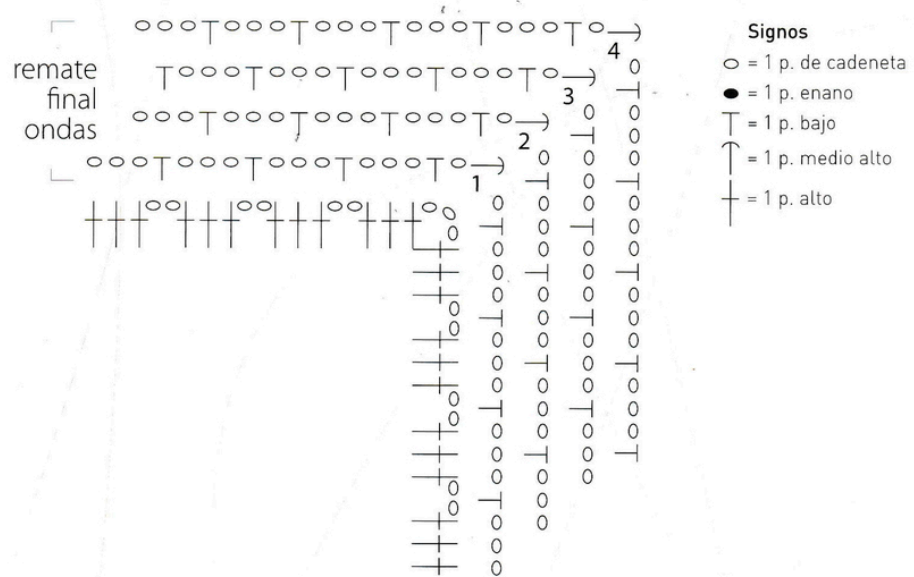 remate
final
ondas
4
3
2
1
Signos
= 1 p. de cadeneta
= 1 p. enano
= 1 p. bajo
= 1 p. medio alto
= 1 p. alto